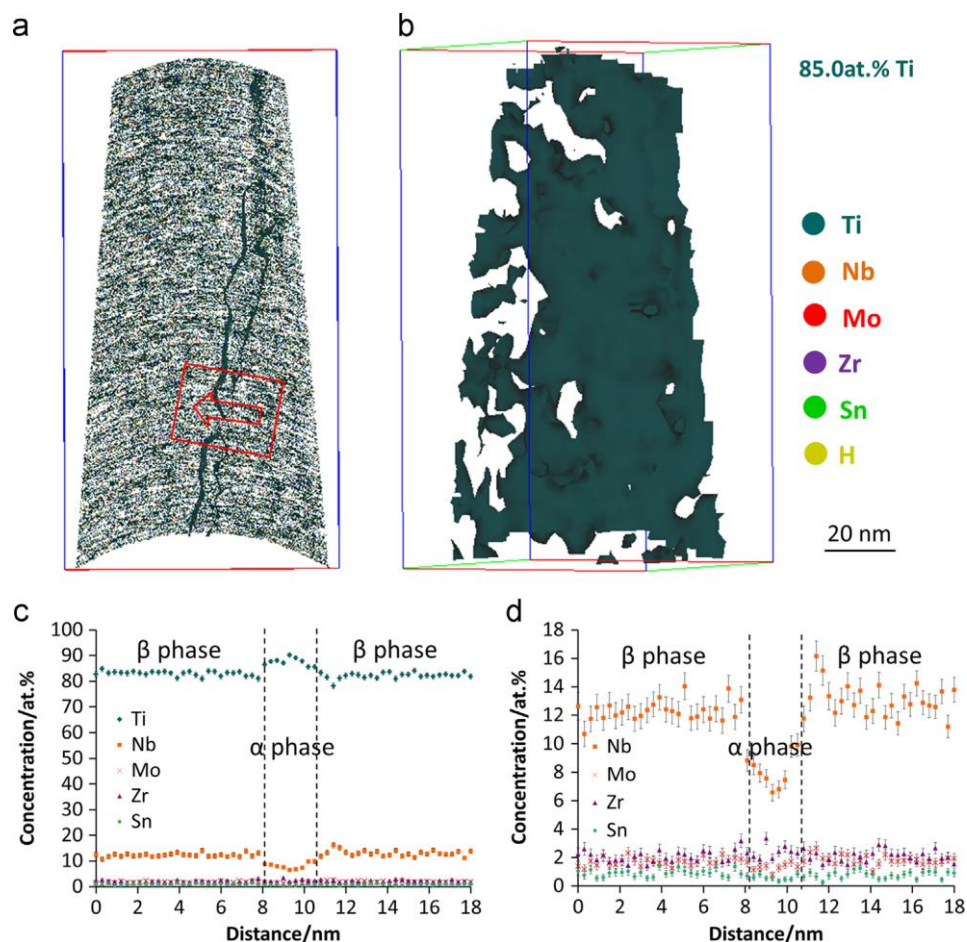 a
b
85.0at.% Ti
Ti
Nb
Mo
Zr
Sn
H
20 nm
c
100
90
80
70
60
50
40
30
20
10
0
Concentration/at.%
β phase
β phase
α phase
Ti
Nb
Mo
Zr
Sn
0 2 4 6 8 10 12 14 16 18
Distance/nm
d
18
16
14
12
10
8
6
4
2
0
Concentration/at.%
β phase
β phase
α phase
Nb
Mo
Zr
Sn
0 2 4 6 8 10 12 14 16 18
Distance/nm